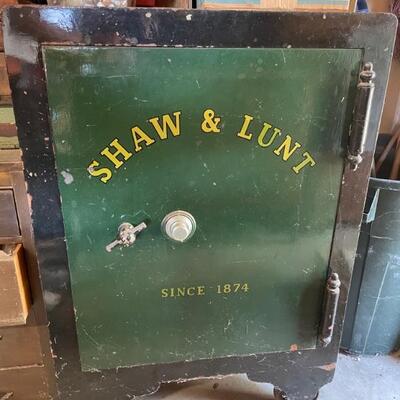 SHAW & LUNT
SINCE 1874